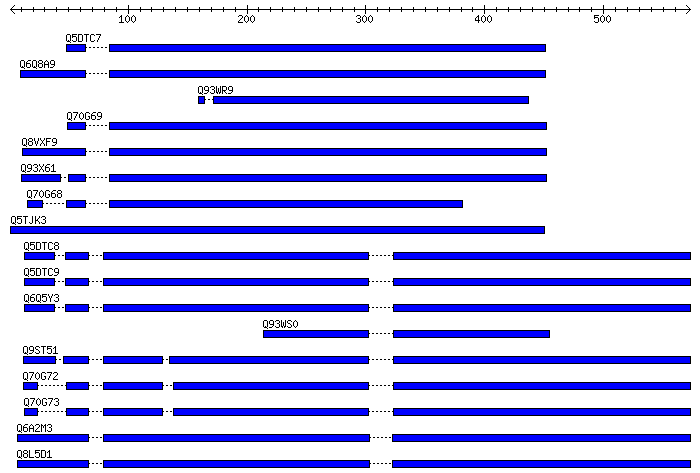 100 200 300 400 500
Q5DTC7
Q6Q8A9
Q93WR9
Q70G69
Q8VXF9
Q93X61
Q70G68
Q5TJK3
Q5DTC8
Q5DTC9
Q6Q5Y3
Q93WS0
Q9ST51
Q70G72
Q70G73
Q6A2M3
Q8L5D1